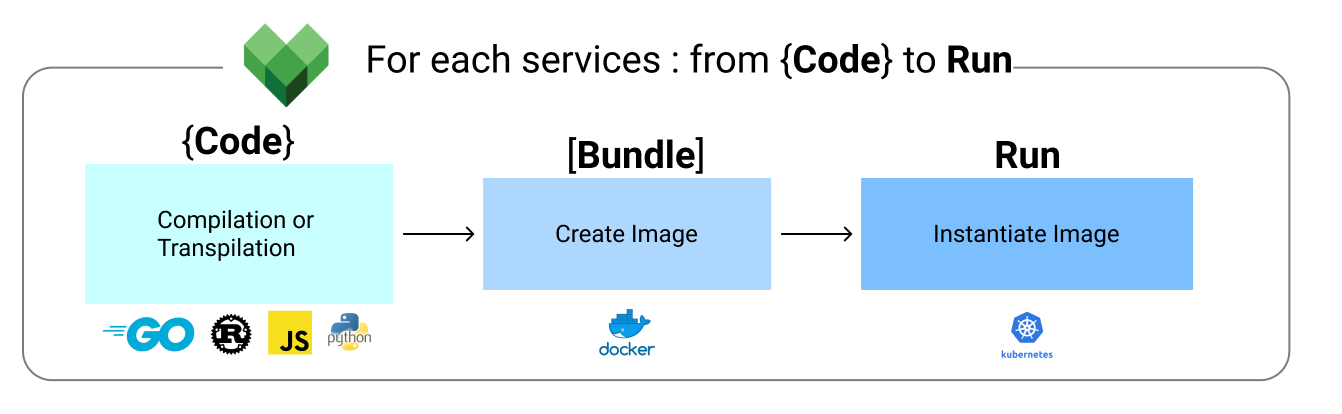 For each services : from {Code} to Run
{Code}
[Bundle]
Run
Compilation or
Transpilation
Create Image
Instantiate Image
GO
R
JS
python
docker
kubernetes